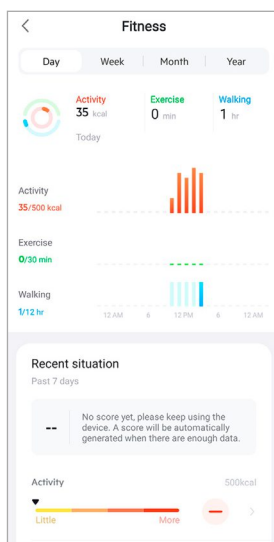 Fitness
Day Week Month Year
Activity Exercise Walking
35 kcal 0 min 1 hr
Today
Activity
35/500 kcal
Exercise
0/30 min
Walking
1/12 hr
12 AM 6 12 PM 6 12 AM
Recent situation
Past 7 days
-- No score yet, please keep using the
device. A score will be automatically
generated when there are enough data.
Activity 500kcal
Little More